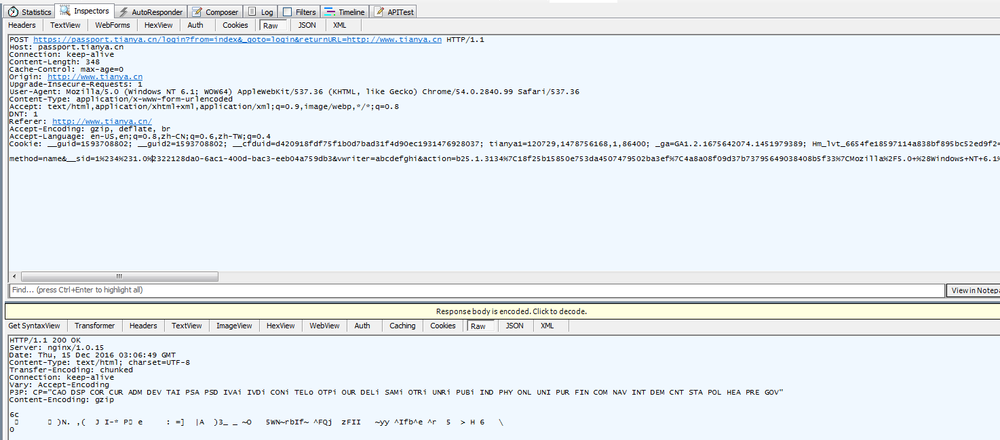 Statistics Inspectors AutoResponder Composer Log Filters Timeline APITest
Headers TextView WebForms HexView Auth Cookies Raw JSON XML
POST https://passport.tianya.cn/login?from=index&_goto=login&returnURL=http://www.tianya.cn HTTP/1.1
Host: passport.tianya.cn
Connection: keep-alive
Content-Length: 348
Cache-Control: max-age=0
Origin: http://www.tianya.cn
Upgrade-Insecure-Requests: 1
User-Agent: Mozilla/5.0 (Windows NT 6.1; WOW64) AppleWebKit/537.36 (KHTML, like Gecko) Chrome/54.0.2840.99 Safari/537.36
Content-Type: application/x-www-form-urlencoded
Accept: text/html,application/xhtml+xml,application/xml;q=0.9,image/webp,*/*;q=0.8
DNT: 1
Referer: http://www.tianya.cn/
Accept-Encoding: gzip, deflate, br
Accept-Language: en-US,en;q=0.8,zh-CN;q=0.6,zh-TW;q=0.4
Cookie: __guid=1593708802; __guid2=1593708802; __cfduid=d420918fdf75f1b0d7bad31f4d90ec1931476928037; tianya1=120729,1478756168,1,86400; _ga=GA1.2.1675642074.1451979389; Hm_lvt_6654fe18597114a838bf895bc52ed9f2=
method=name&__sid=1%234%231.0%2322128da0-6ac1-400d-bac3-eeb04a759db3&vwriter=abcdefghi&action=b25.1.3134%7C18f25b15850e753da4507479502ba3ef%7C4a8a08f09d37b73795649038408b5f33%7CMozilla%2F5.0+%28Windows+NT+6.1%
Find... (press Ctrl+Enter to highlight all) View in Notepa
Response body is encoded. Click to decode.
Get SyntaxView Transformer Headers TextView ImageView HexView WebView Auth Caching Cookies Raw JSON XML
HTTP/1.1 200 OK
Server: nginx/1.0.15
Date: Thu, 15 Dec 2016 03:06:49 GMT
Content-Type: text/html; charset=UTF-8
Transfer-Encoding: chunked
Connection: keep-alive
Vary: Accept-Encoding
P3P: CP="CAO DSP COR CUR ADM DEV TAI PSA PSD IVAi IVDi CONi TELo OTPi OUR DELi SAMi OTRi UNRi PUBi IND PHY ONL UNI PUR FIN COM NAV INT DEM CNT STA POL HEA PRE GOV"
Content-Encoding: gzip
6c
)N. ,( J I-* P e : =] |A )3_ _ ~O 5WN~rbIf~ ^FQj zFII ~yy ^Ifb^e ^r 5 > H 6 \
0